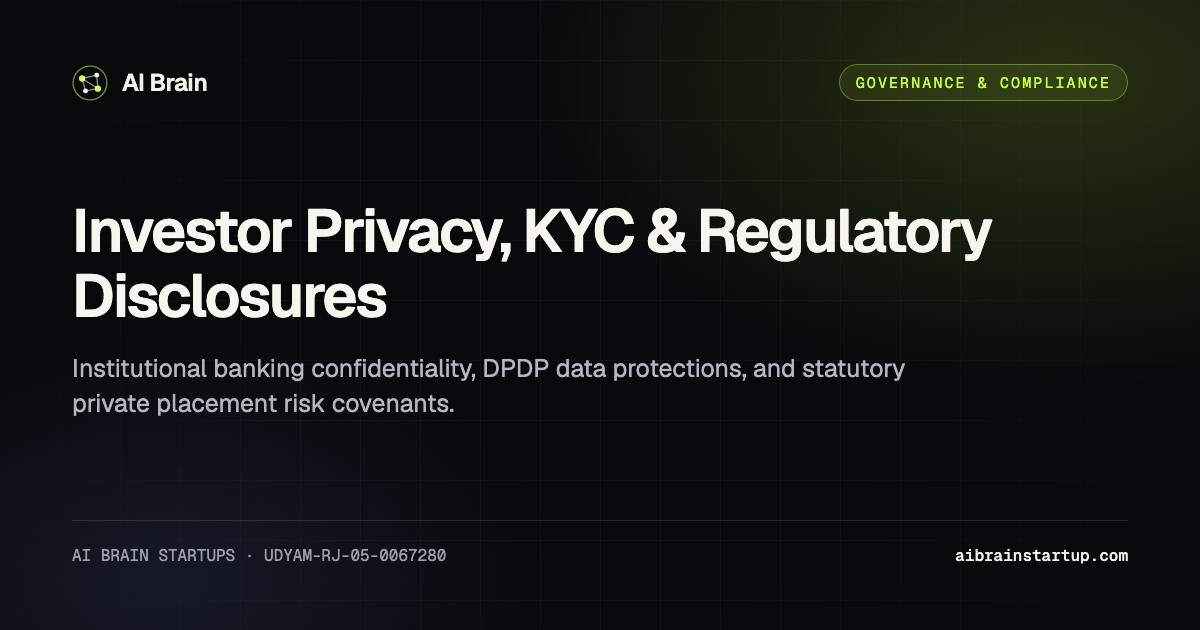 AI Brain
GOVERNANCE & COMPLIANCE
Investor Privacy, KYC & Regulatory
Disclosures
Institutional banking confidentiality, DPDP data protections, and statutory
private placement risk covenants.
AI BRAIN STARTUPS · UDYAM-RJ-05-0067280
aibrainstartup.com